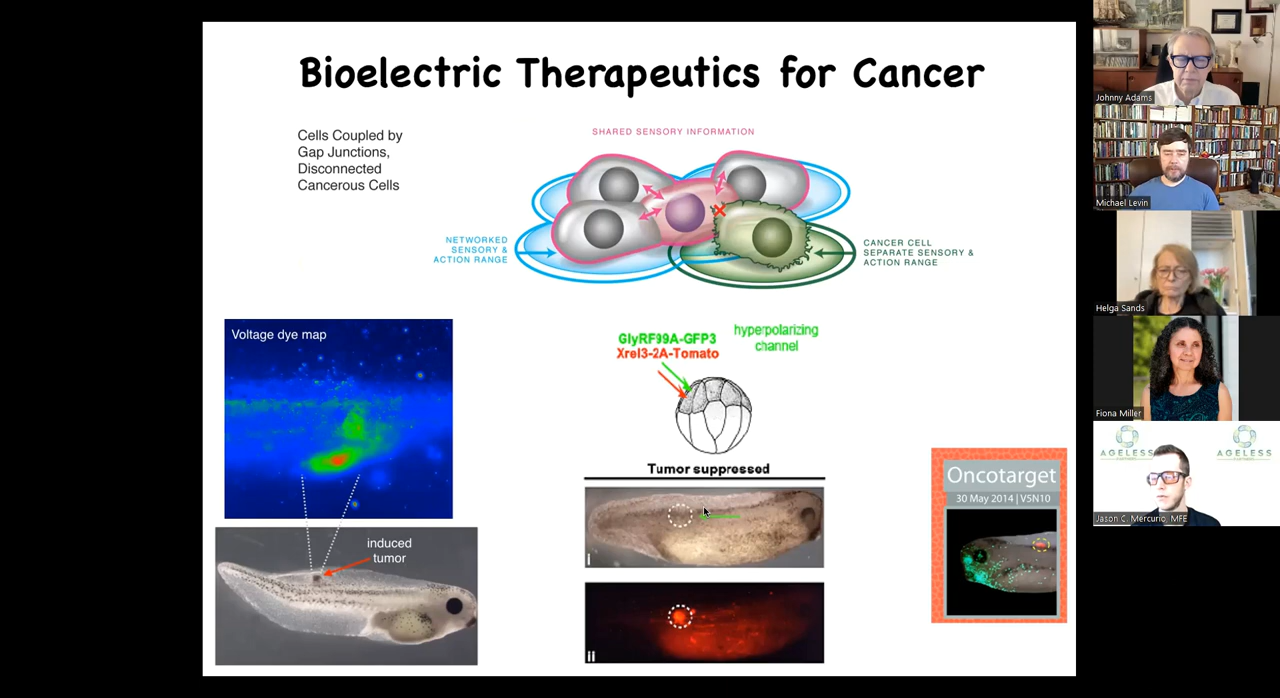 Bioelectric Therapeutics for Cancer
Cells Coupled by
Gap Junctions,
Disconnected
Cancerous Cells
SHARED SENSORY INFORMATION
NETWORKED
SENSORY &
ACTION RANGE
CANCER CELL
SEPARATE SENSORY &
ACTION RANGE
Voltage dye map
induced
tumor
GlyRF99A-GFP3
Xrel3-2A-Tomato
hyperpolarizing
channel
Tumor suppressed
i
ii
Oncotarget
30 May 2014 | V5N10
Johnny Adams
Michael Levin
Helga Sands
Fiona Miller
AGELESS
AGELESS
Jason C. Mercurio, MFE